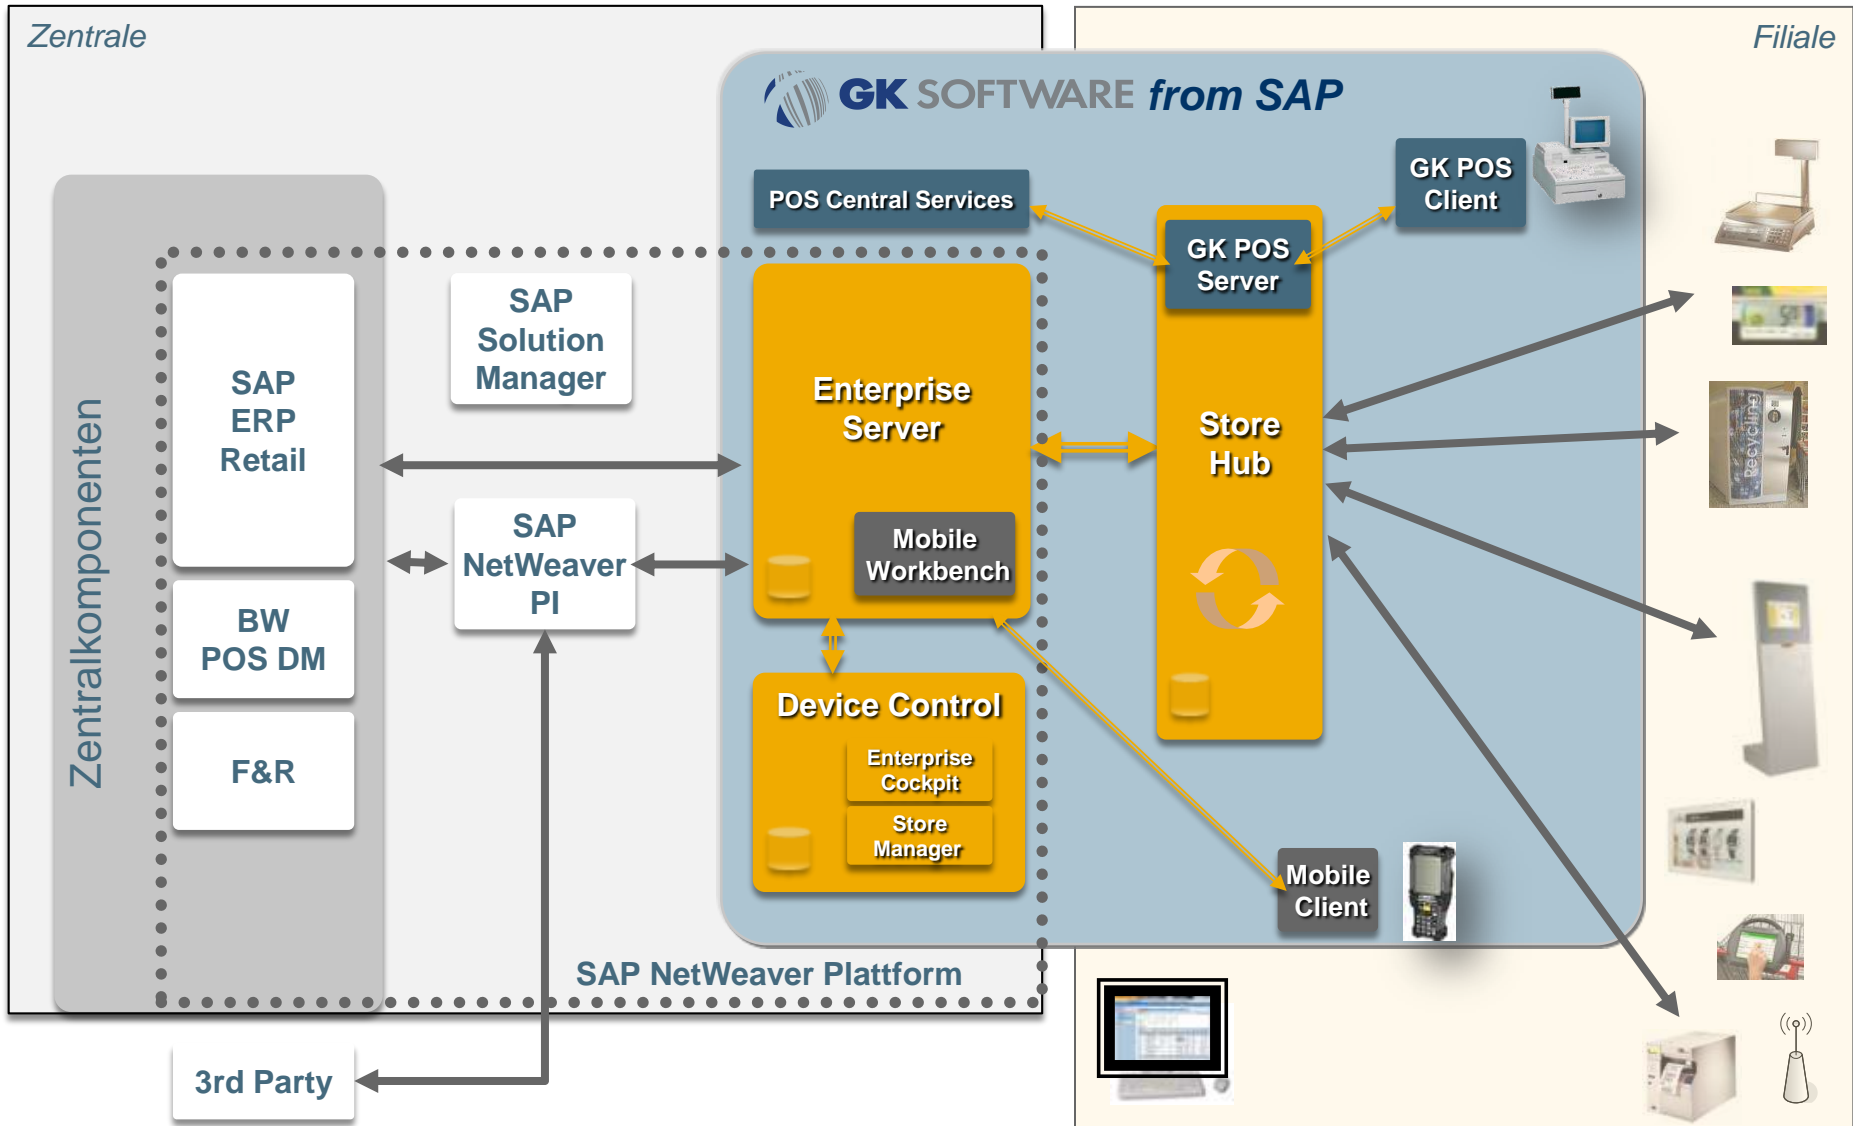 Zentrale
Filiale
GK SOFTWARE from SAP
POS Central Services
GK POS
Client
GK POS
Server
Zentralkomponenten
SAP
ERP
Retail
BW
POS DM
F&R
SAP
Solution
Manager
SAP
NetWeaver
PI
Enterprise
Server
Mobile
Workbench
Store
Hub
Device Control
Enterprise
Cockpit
Store
Manager
Mobile
Client
SAP NetWeaver Plattform
3rd Party
Recycling